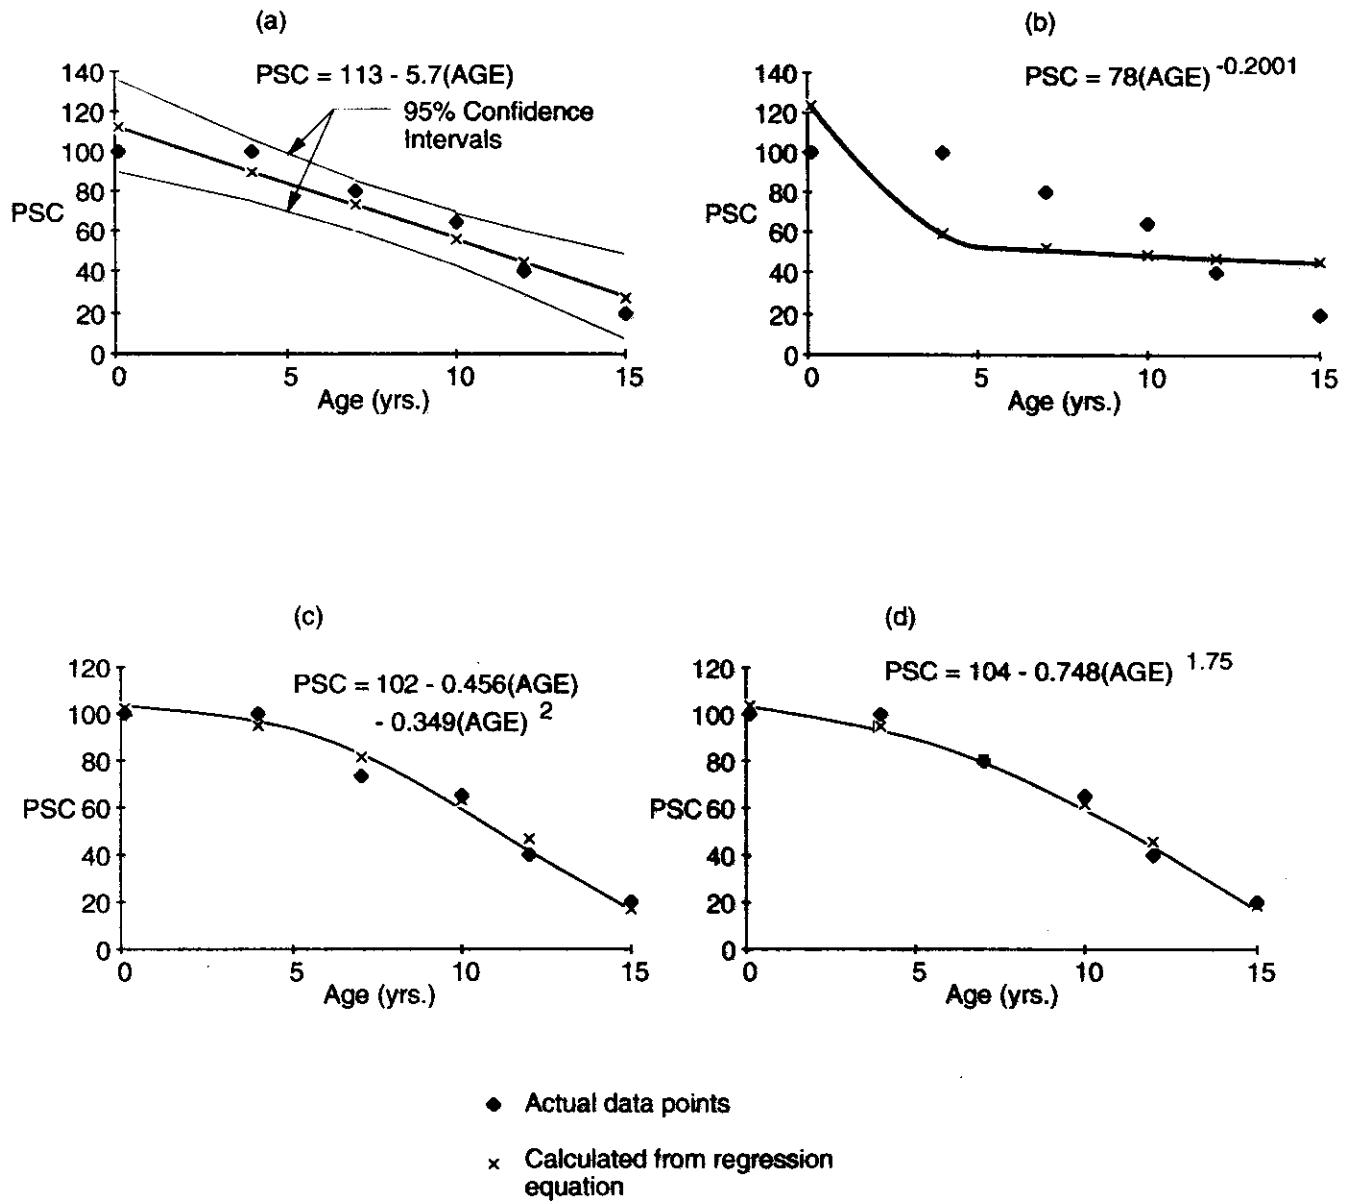 (a)
PSC = 113 - 5.7(AGE)
95% Confidence
Intervals
140
120
100
80
60
40
20
0
PSC
0 5 10 15
Age (yrs.)
(b)
PSC = 78(AGE) -0.2001
140
120
100
80
60
40
20
0
PSC
0 5 10 15
Age (yrs.)
(c)
PSC = 102 - 0.456(AGE)
- 0.349(AGE) 2
120
100
80
PSC 60
40
20
0
0 5 10 15
Age (yrs.)
(d)
PSC = 104 - 0.748(AGE) 1.75
120
100
80
PSC 60
40
20
0
0 5 10 15
Age (yrs.)
Actual data points
Calculated from regression
equation